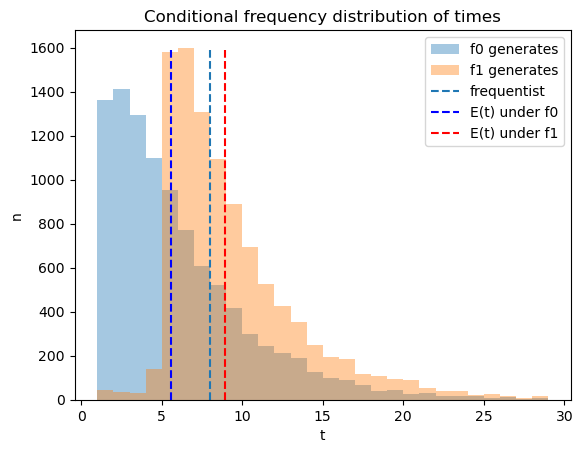 Conditional frequency distribution of times
f0 generates
f1 generates
frequentist
E(t) under f0
E(t) under f1
1600
1400
1200
1000
800
600
400
200
0
n
0 5 10 15 20 25 30
t